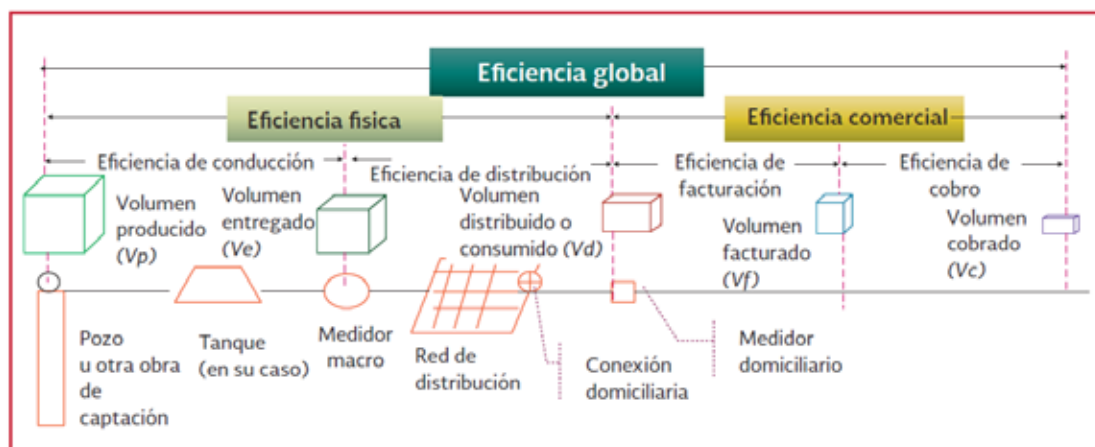 Eficiencia global
Eficiencia fisica
Eficiencia comercial
Eficiencia de conducción
Eficiencia de distribución
Eficiencia de
facturación
Eficiencia de
cobro
Volumen
producido
(Vp)
Volumen
entregado
(Ve)
Volumen
distribuido o
consumido (Vd)
Volumen
facturado
(Vf)
Volumen
cobrado
(Vc)
Pozo
u otra obra
de
captación
Tanque
(en su caso)
Medidor
macro
Red de
distribución
Conexión
domiciliaria
Medidor
domiciliario